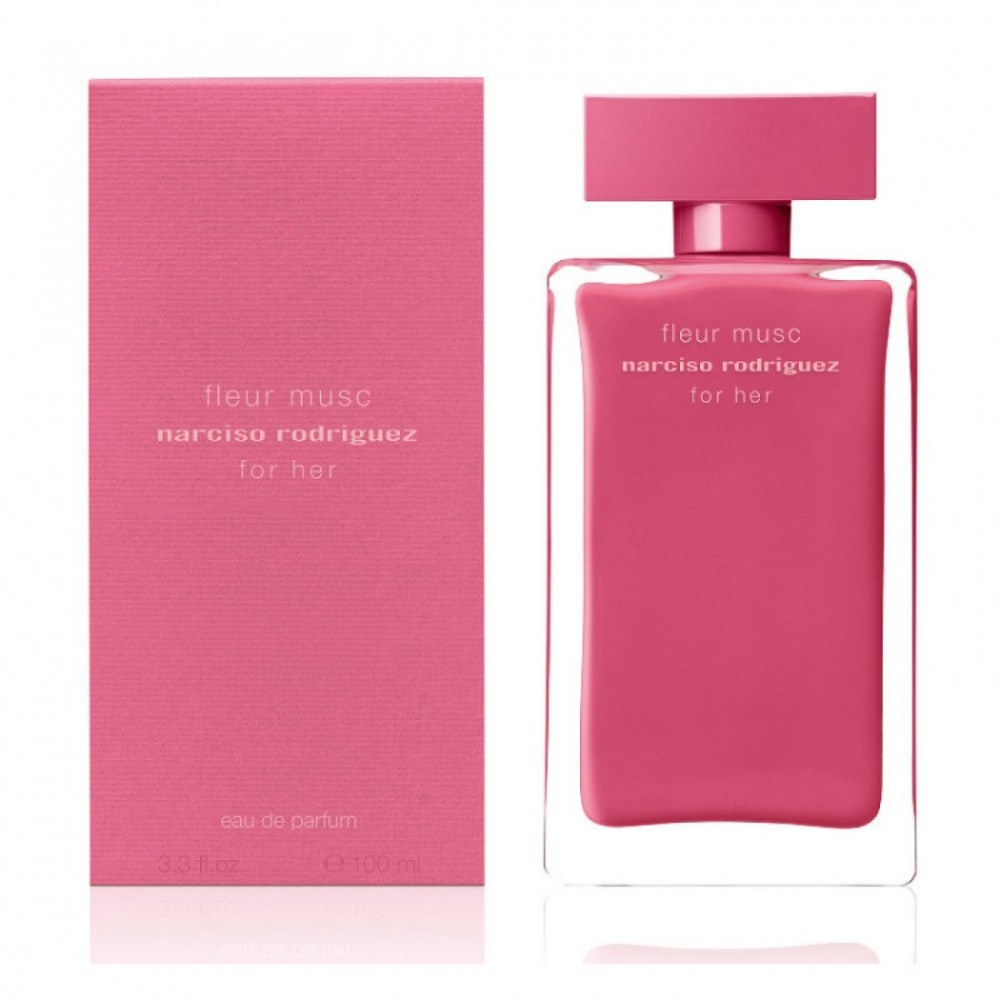 fleur musc
narciso rodriguez
for her
eau de parfum
3.3 fl.oz. ℮ 100 ml
fleur musc
narciso rodriguez
for her